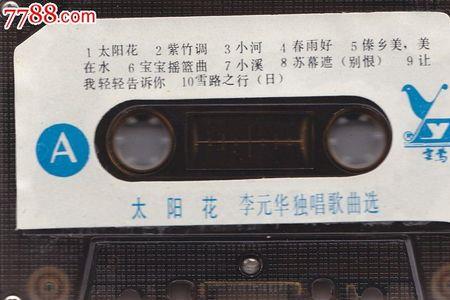 7788.com
1 太阳花 2 紫竹调 3 小河 4 春雨好 5 傣乡美，美
在水 6 宝宝摇篮曲 7 小溪 8 苏幕遮（别恨） 9 让
我轻轻告诉你 10 雪路之行（日）
A
太阳花 李元华独唱歌曲选